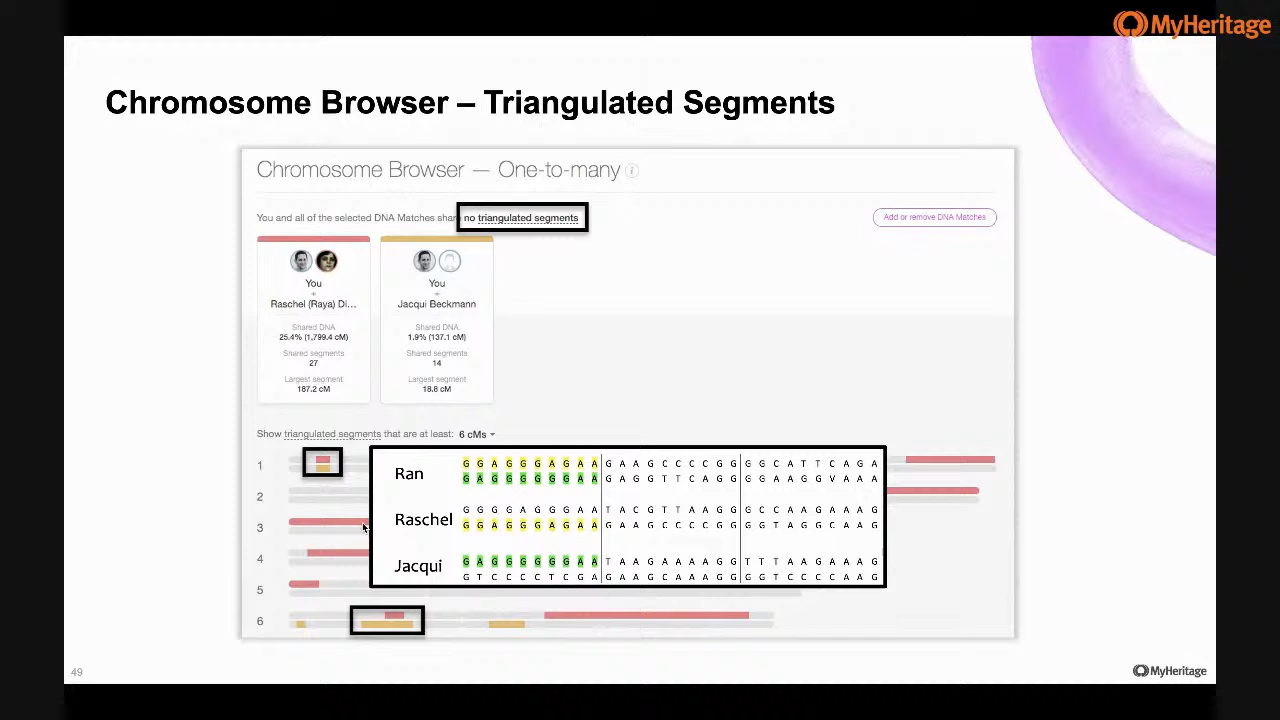 MyHeritage
Chromosome Browser – Triangulated Segments
Chromosome Browser — One-to-many i
You and all of the selected DNA Matches share no triangulated segments
Add or remove DNA Matches
You
+
Raschel (Raya) Di...
Shared DNA
25.4% (1,799.4 cM)
Shared segments
27
Largest segment
187.2 cM
You
+
Jacqui Beckmann
Shared DNA
1.9% (137.1 cM)
Shared segments
14
Largest segment
18.8 cM
Show triangulated segments that are at least: 6 cMs
1
2
3
4
5
6
Ran
G G A G G G A G A A G A A G C C C C G G G G C A T T C A G A
G A G G G G G G A A G A G G T T C A G G G A A G G V A A A
Raschel
G G G G A G G G A A T A C G T T A A G G G C C A A G A A A G
G G A G G G A G A A G A A G C C C C G G G G T A A G C A A G
Jacqui
G A G G G G G G A A T A A G A A A A G G T T T A A G A A A G
G T C C C C T C G A G A A G C A A A G G G G T C C C C A A G
49
MyHeritage